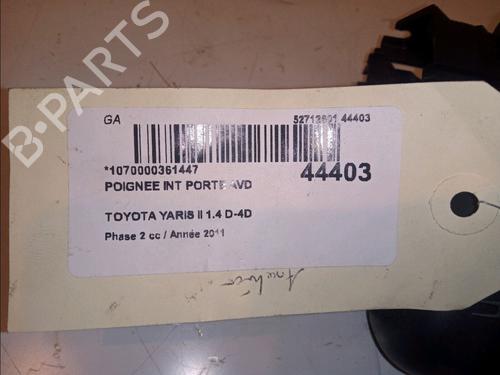 B-PARTS
GA
52713691 44403
*1070000361447
POIGNEE INT PORTE AVD
44403
TOYOTA YARIS II 1.4 D-4D
Phase 2 cc / Année 2011